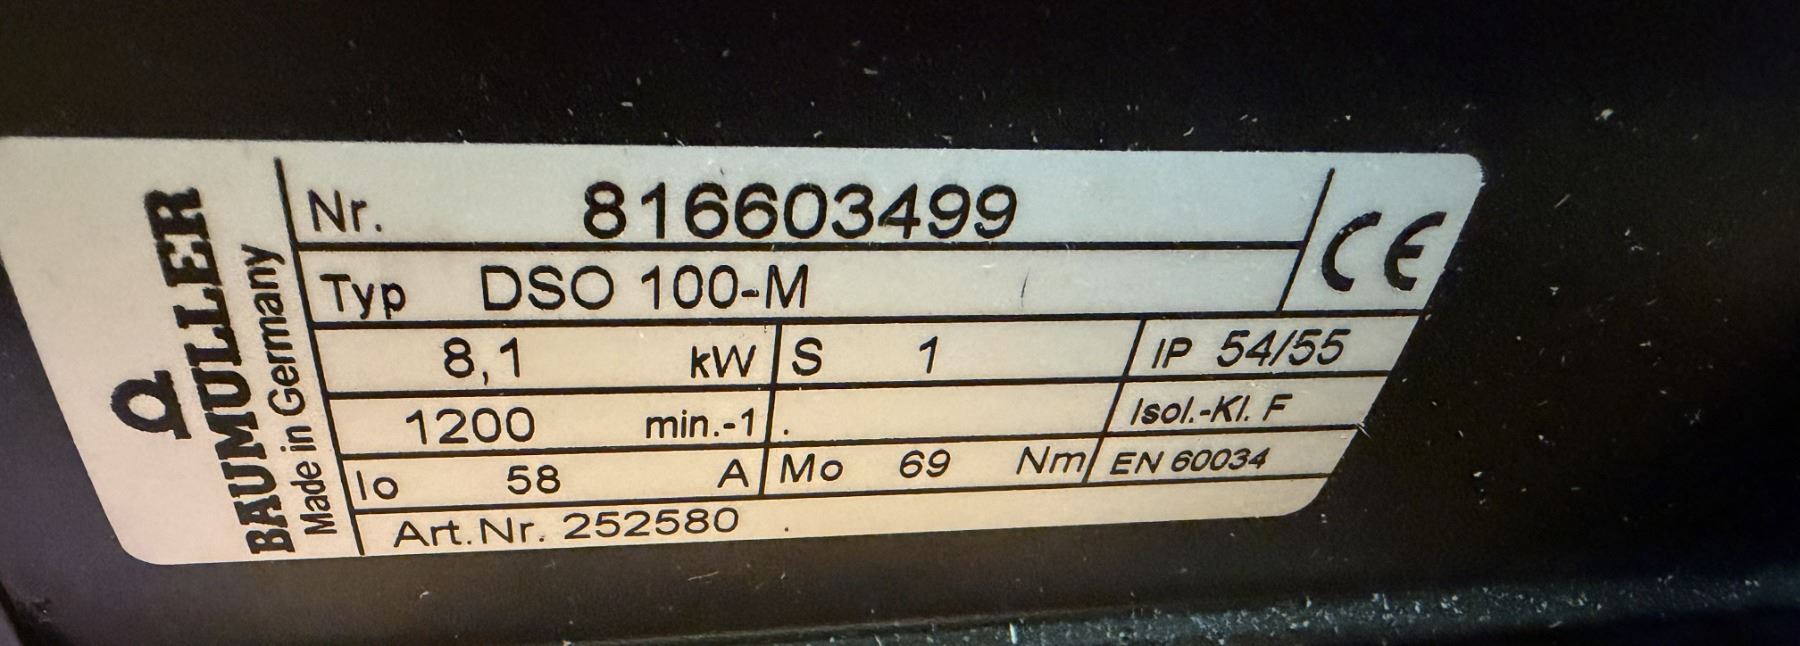 BAUMULLER
Made in Germany
Nr. 816603499
CE
Typ DSO 100-M
8,1 kW S 1 IP 54/55
1200 min.-1 . Isol.-Kl. F
Io 58 A Mo 69 Nm EN 60034
Art.Nr. 252580 .